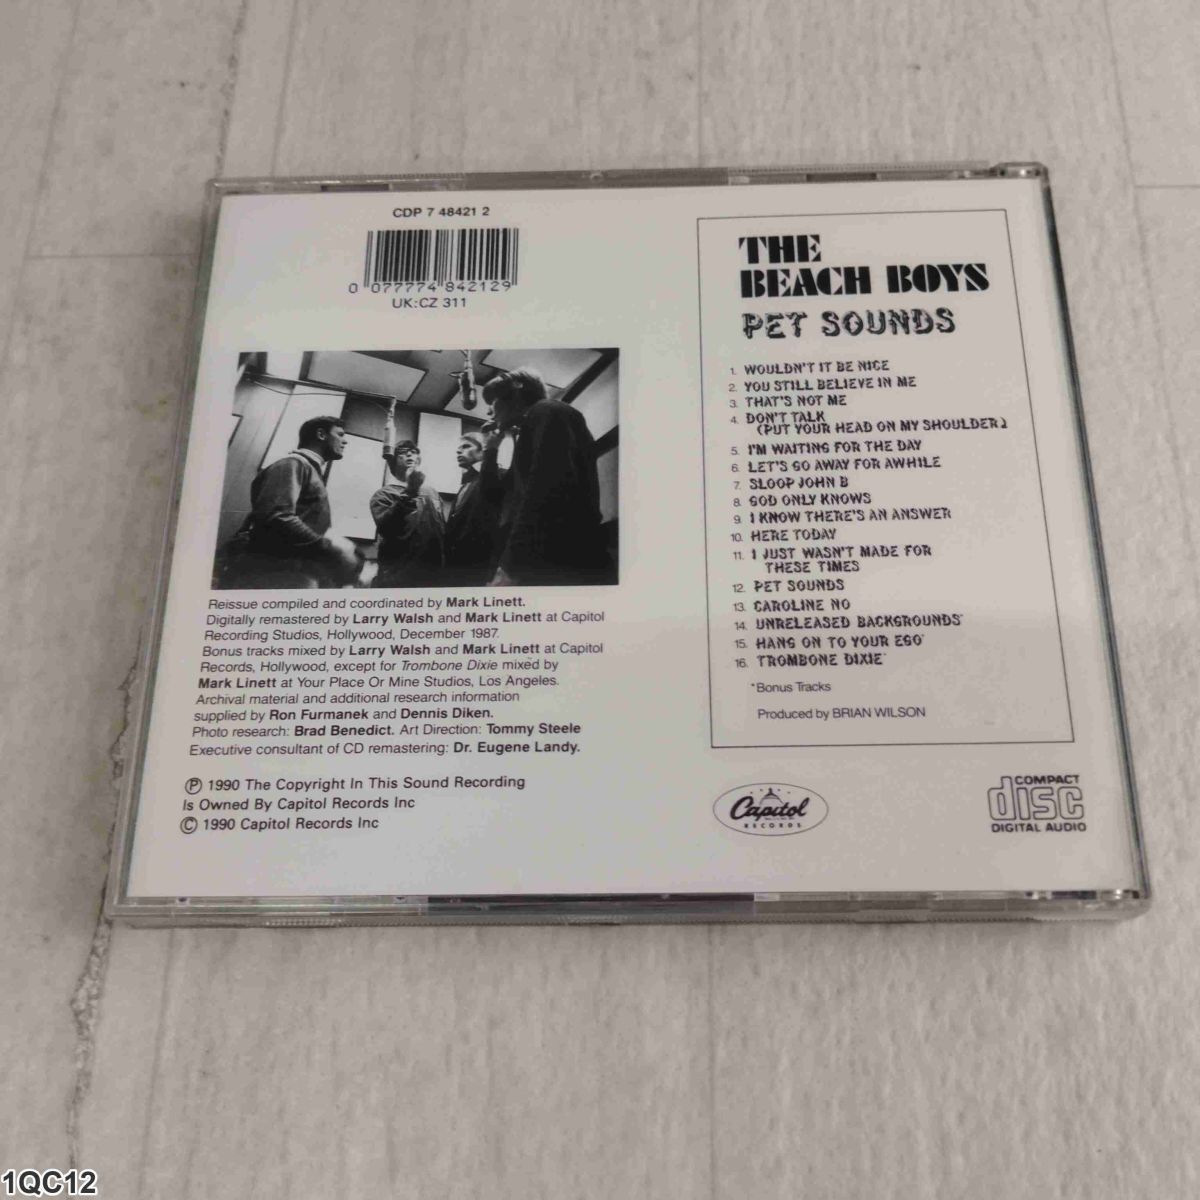 CDP 7 48421 2
0 077774 842129
UK:CZ 311
Reissue compiled and coordinated by Mark Linett.
Digitally remastered by Larry Walsh and Mark Linett at Capitol
Recording Studios, Hollywood, December 1987.
Bonus tracks mixed by Larry Walsh and Mark Linett at Capitol
Records, Hollywood, except for Trombone Dixie mixed by
Mark Linett at Your Place Or Mine Studios, Los Angeles.
Archival material and additional research information
supplied by Ron Furmanek and Dennis Diken.
Photo research: Brad Benedict. Art Direction: Tommy Steele
Executive consultant of CD remastering: Dr. Eugene Landy.
Ⓟ 1990 The Copyright In This Sound Recording
Is Owned By Capitol Records Inc
© 1990 Capitol Records Inc
THE
BEACH BOYS
PET SOUNDS
1. WOULDN'T IT BE NICE
2. YOU STILL BELIEVE IN ME
3. THAT'S NOT ME
4. DON'T TALK
(PUT YOUR HEAD ON MY SHOULDER)
5. I'M WAITING FOR THE DAY
6. LET'S GO AWAY FOR AWHILE
7. SLOOP JOHN B
8. GOD ONLY KNOWS
9. I KNOW THERE'S AN ANSWER
10. HERE TODAY
11. I JUST WASN'T MADE FOR
THESE TIMES
12. PET SOUNDS
13. CAROLINE NO
14. UNRELEASED BACKGROUNDS*
15. HANG ON TO YOUR EGO*
16. TROMBONE DIXIE*
*Bonus Tracks
Produced by BRIAN WILSON
Capitol
RECORDS
COMPACT
disc
DIGITAL AUDIO
1QC12